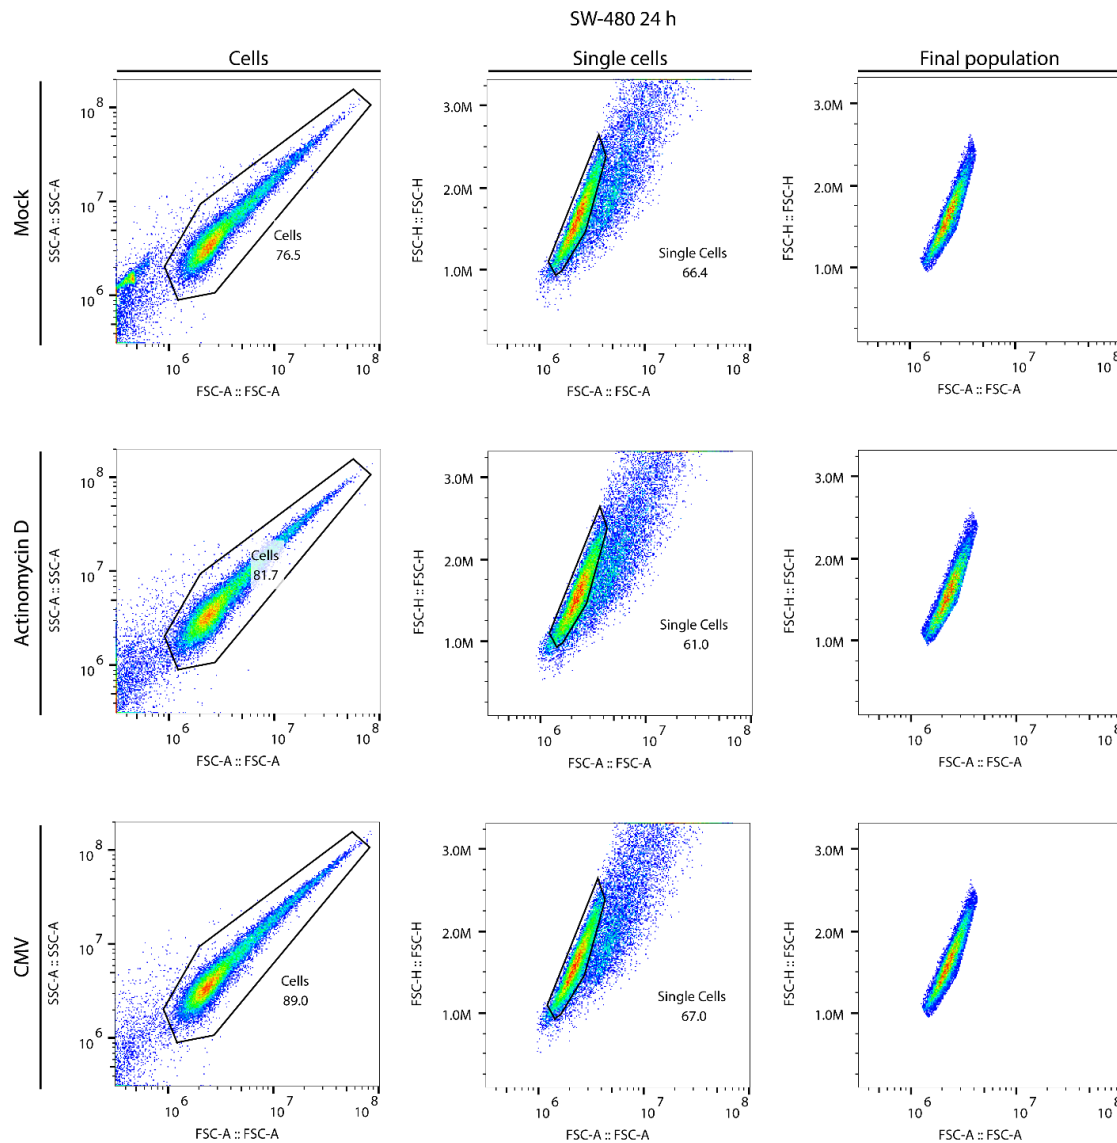 SW-480 24 h
Cells
Single cells
Final population
Mock
SSC-A :: SSC-A
10 8
10 7
10 6
Cells
76.5
10 6
10 7
10 8
FSC-A :: FSC-A
FSC-H :: FSC-H
3.0M
2.0M
1.0M
Single Cells
66.4
10 6
10 7
10 8
FSC-A :: FSC-A
FSC-H :: FSC-H
3.0M
2.0M
1.0M
10 6
10 7
10 8
FSC-A :: FSC-A
Actinomycin D
SSC-A :: SSC-A
10 8
10 7
10 6
Cells
81.7
10 6
10 7
10 8
FSC-A :: FSC-A
FSC-H :: FSC-H
3.0M
2.0M
1.0M
Single Cells
61.0
10 6
10 7
10 8
FSC-A :: FSC-A
FSC-H :: FSC-H
3.0M
2.0M
1.0M
10 6
10 7
10 8
FSC-A :: FSC-A
CMV
SSC-A :: SSC-A
10 8
10 7
10 6
Cells
89.0
10 6
10 7
10 8
FSC-A :: FSC-A
FSC-H :: FSC-H
3.0M
2.0M
1.0M
Single Cells
67.0
10 6
10 7
10 8
FSC-A :: FSC-A
FSC-H :: FSC-H
3.0M
2.0M
1.0M
10 6
10 7
10 8
FSC-A :: FSC-A